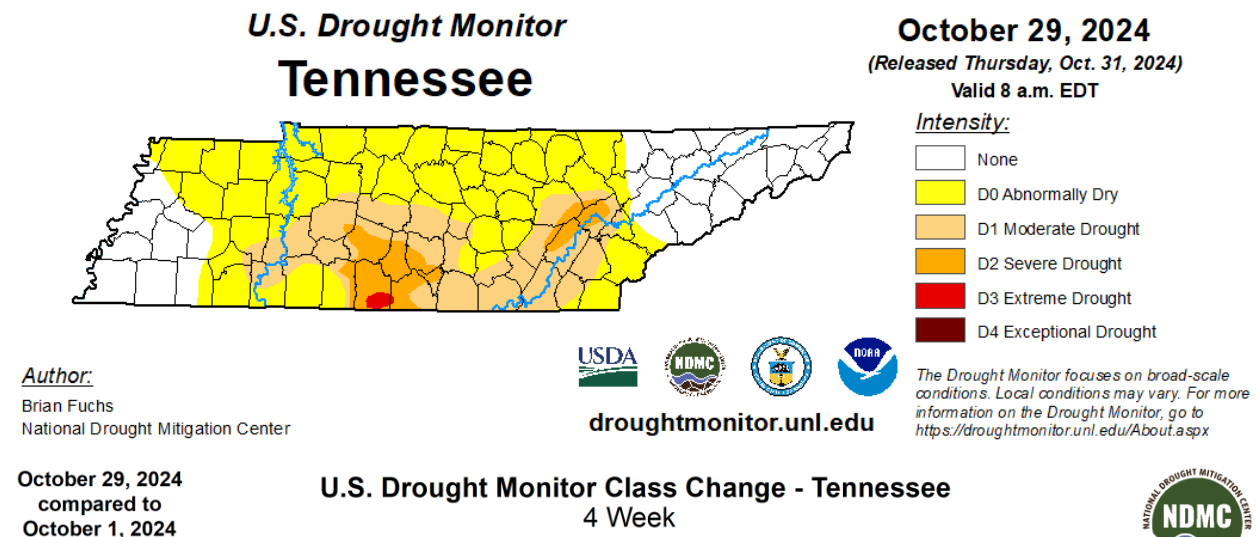 U.S. Drought Monitor
Tennessee
October 29, 2024
(Released Thursday, Oct. 31, 2024)
Valid 8 a.m. EDT
Intensity:
None
D0 Abnormally Dry
D1 Moderate Drought
D2 Severe Drought
D3 Extreme Drought
D4 Exceptional Drought
Author:
Brian Fuchs
National Drought Mitigation Center
USDA
NDMC
NOAA
droughtmonitor.unl.edu
The Drought Monitor focuses on broad-scale
conditions. Local conditions may vary. For more
information on the Drought Monitor, go to
https://droughtmonitor.unl.edu/About.aspx
October 29, 2024
compared to
October 1, 2024
U.S. Drought Monitor Class Change - Tennessee
4 Week
NATIONAL DROUGHT MITIGATION CENTER
NDMC